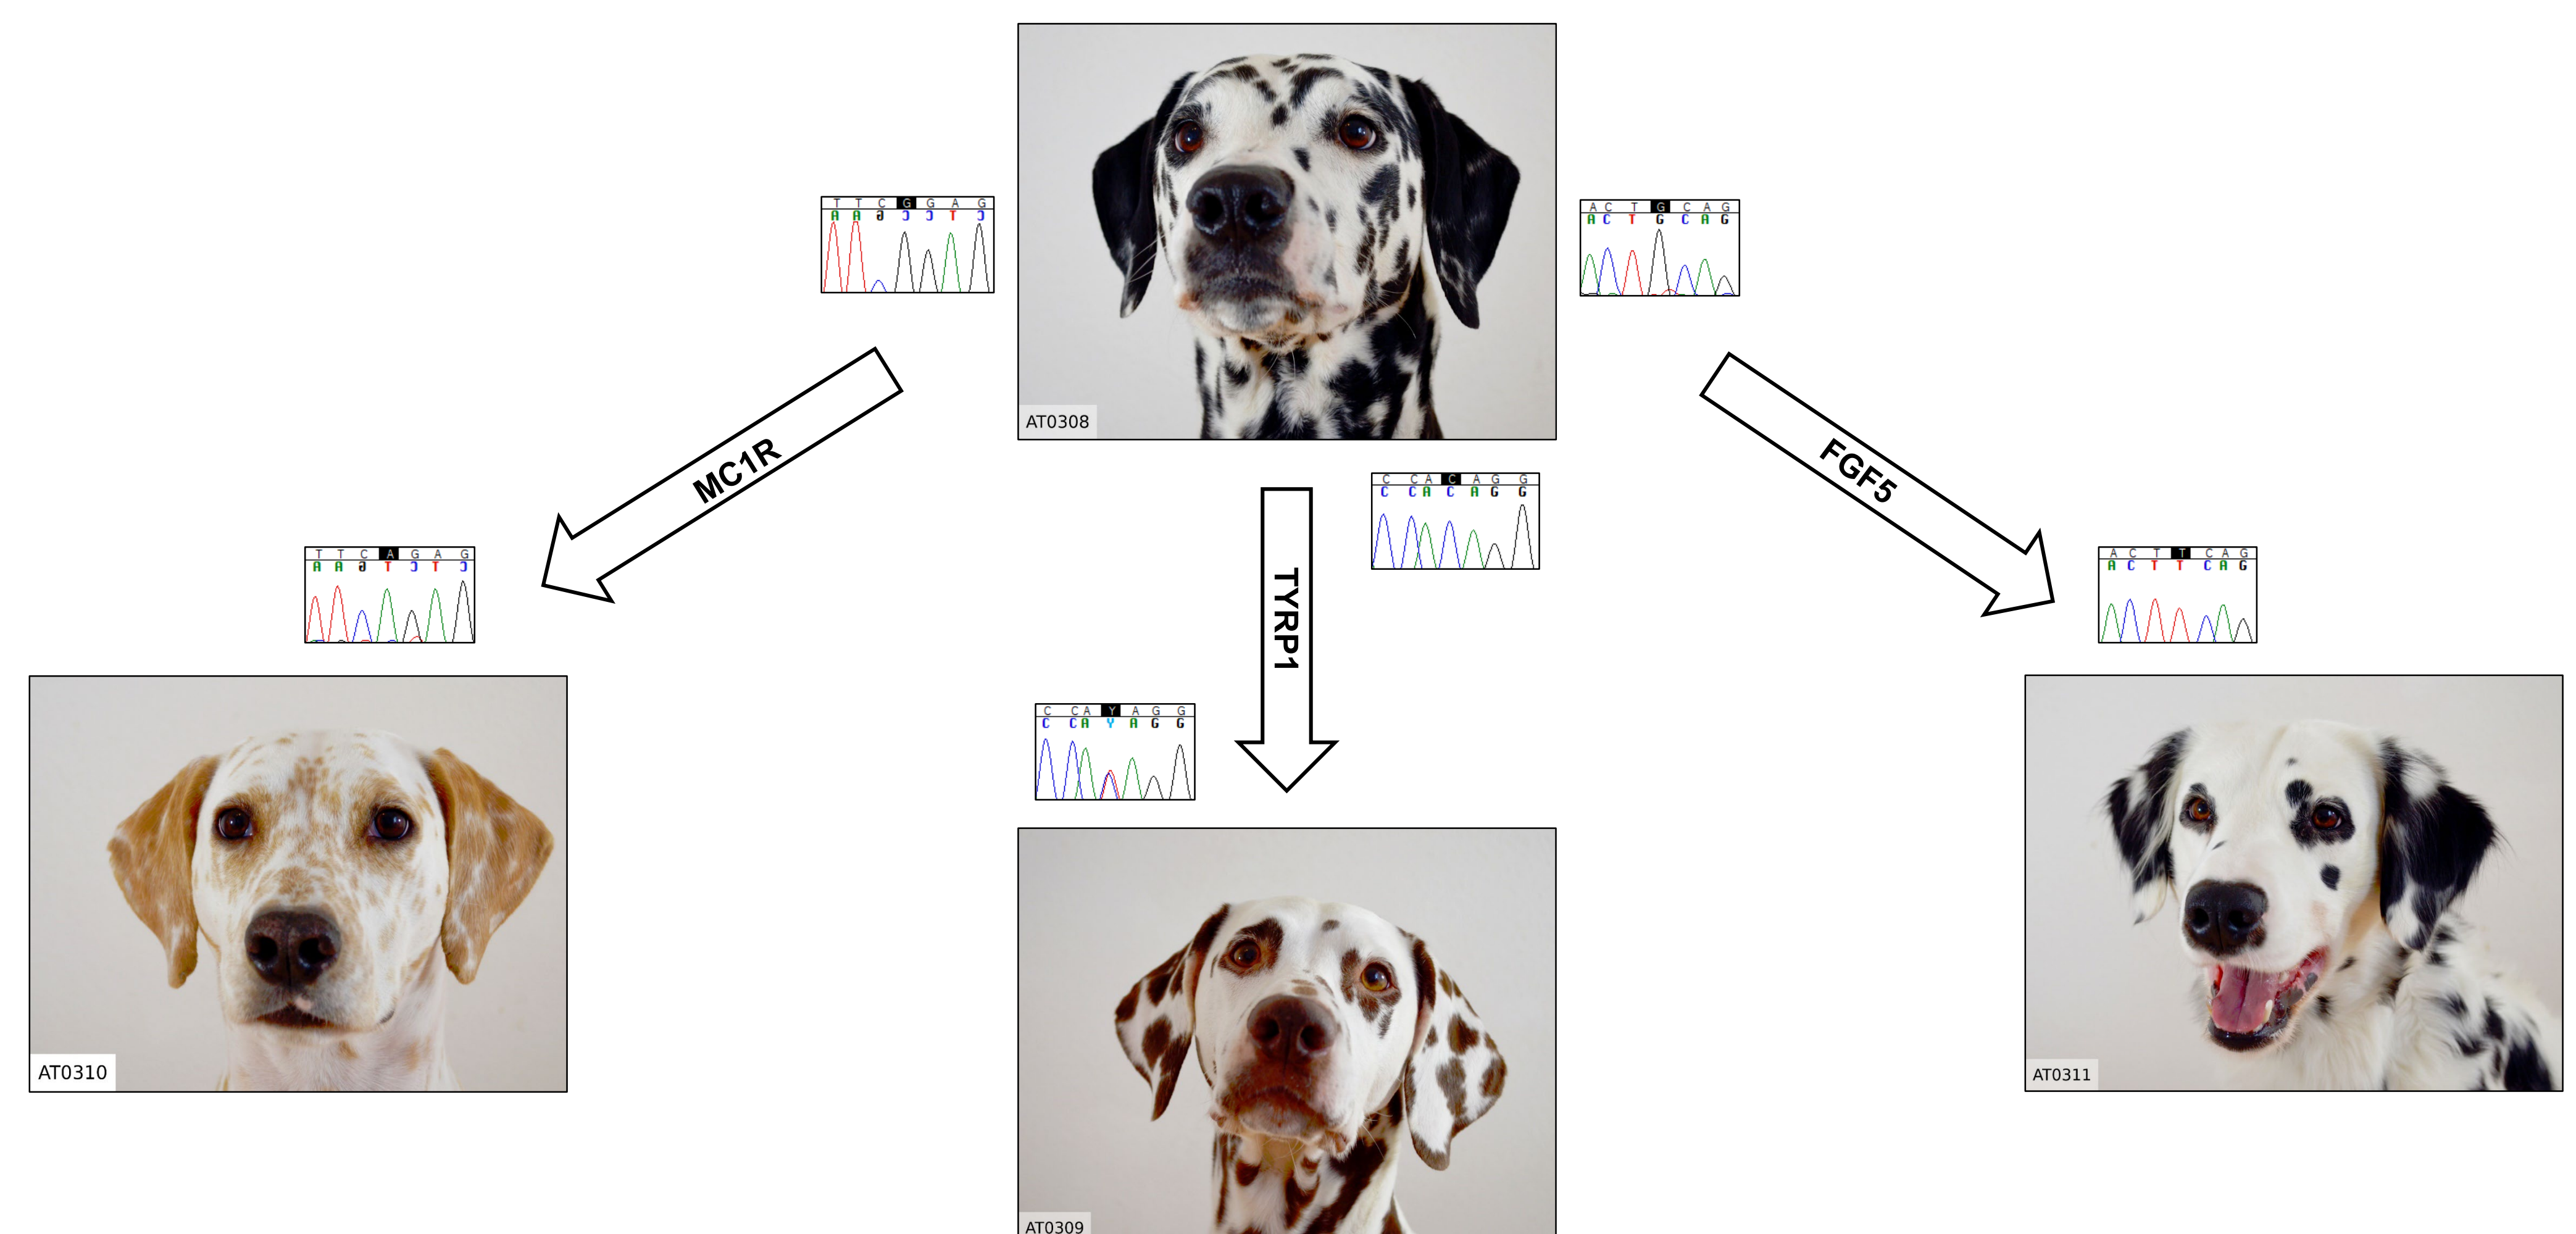 T T C G G A G
A A G C C T C
A C T G C A G
A C T G C A G
AT0308
MC1R
FGF5
C C A C A G G
C C A C A G G
T T C A G A G
A A G T C T C
TYRP1
A C T T C A G
A C T T C A G
C C A Y A G G
C C A Y A G G
AT0310
AT0311
AT0309